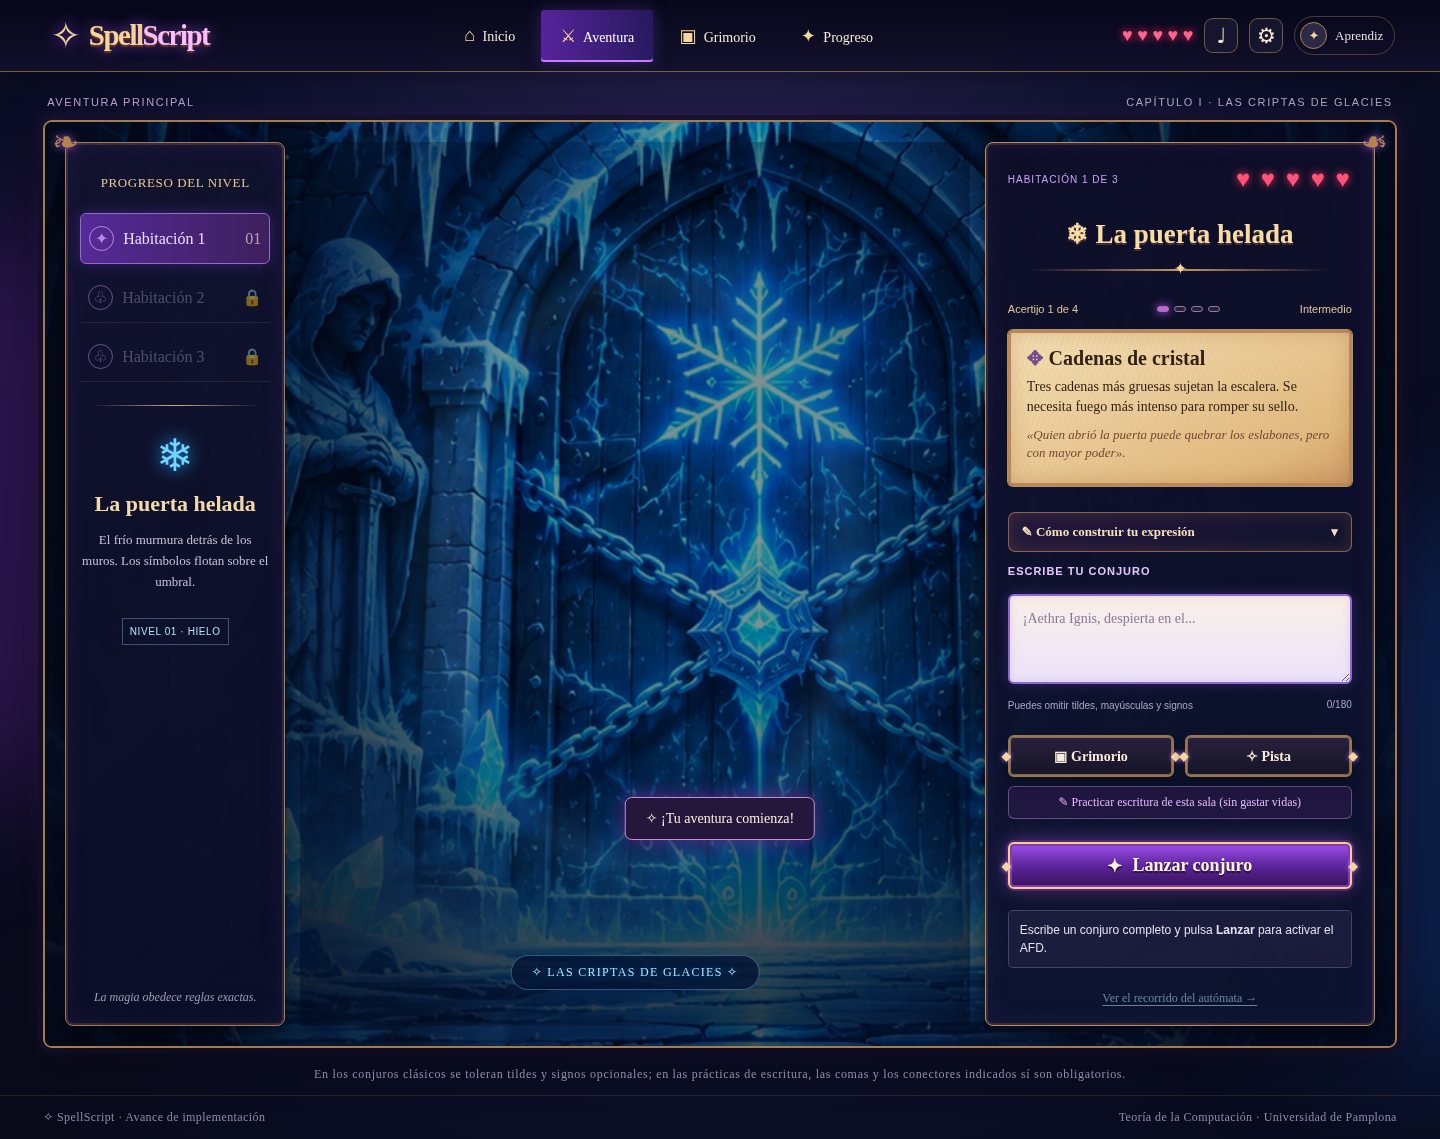 SpellScript
Inicio
Aventura
Grimorio
Progreso
Aprendiz
AVENTURA PRINCIPAL
CAPÍTULO I · LAS CRIPTAS DE GLACIES
PROGRESO DEL NIVEL
Habitación 1 01
Habitación 2
Habitación 3
La puerta helada
El frío murmura detrás de los
muros. Los símbolos flotan sobre el
umbral.
NIVEL 01 · HIELO
La magia obedece reglas exactas.
✧ ¡Tu aventura comienza!
✧ LAS CRIPTAS DE GLACIES ✧
HABITACIÓN 1 DE 3
❄ La puerta helada
Acertijo 1 de 4
Intermedio
Cadenas de cristal
Tres cadenas más gruesas sujetan la escalera. Se
necesita fuego más intenso para romper su sello.
«Quien abrió la puerta puede quebrar los eslabones, pero
con mayor poder».
✎ Cómo construir tu expresión ▾
ESCRIBE TU CONJURO
¡Aethra Ignis, despierta en el...
Puedes omitir tildes, mayúsculas y signos
0/180
▣ Grimorio
✧ Pista
✎ Practicar escritura de esta sala (sin gastar vidas)
✦ Lanzar conjuro
Escribe un conjuro completo y pulsa Lanzar para activar el
AFD.
Ver el recorrido del autómata →
En los conjuros clásicos se toleran tildes y signos opcionales; en las prácticas de escritura, las comas y los conectores indicados sí son obligatorios.
✧ SpellScript · Avance de implementación
Teoría de la Computación · Universidad de Pamplona